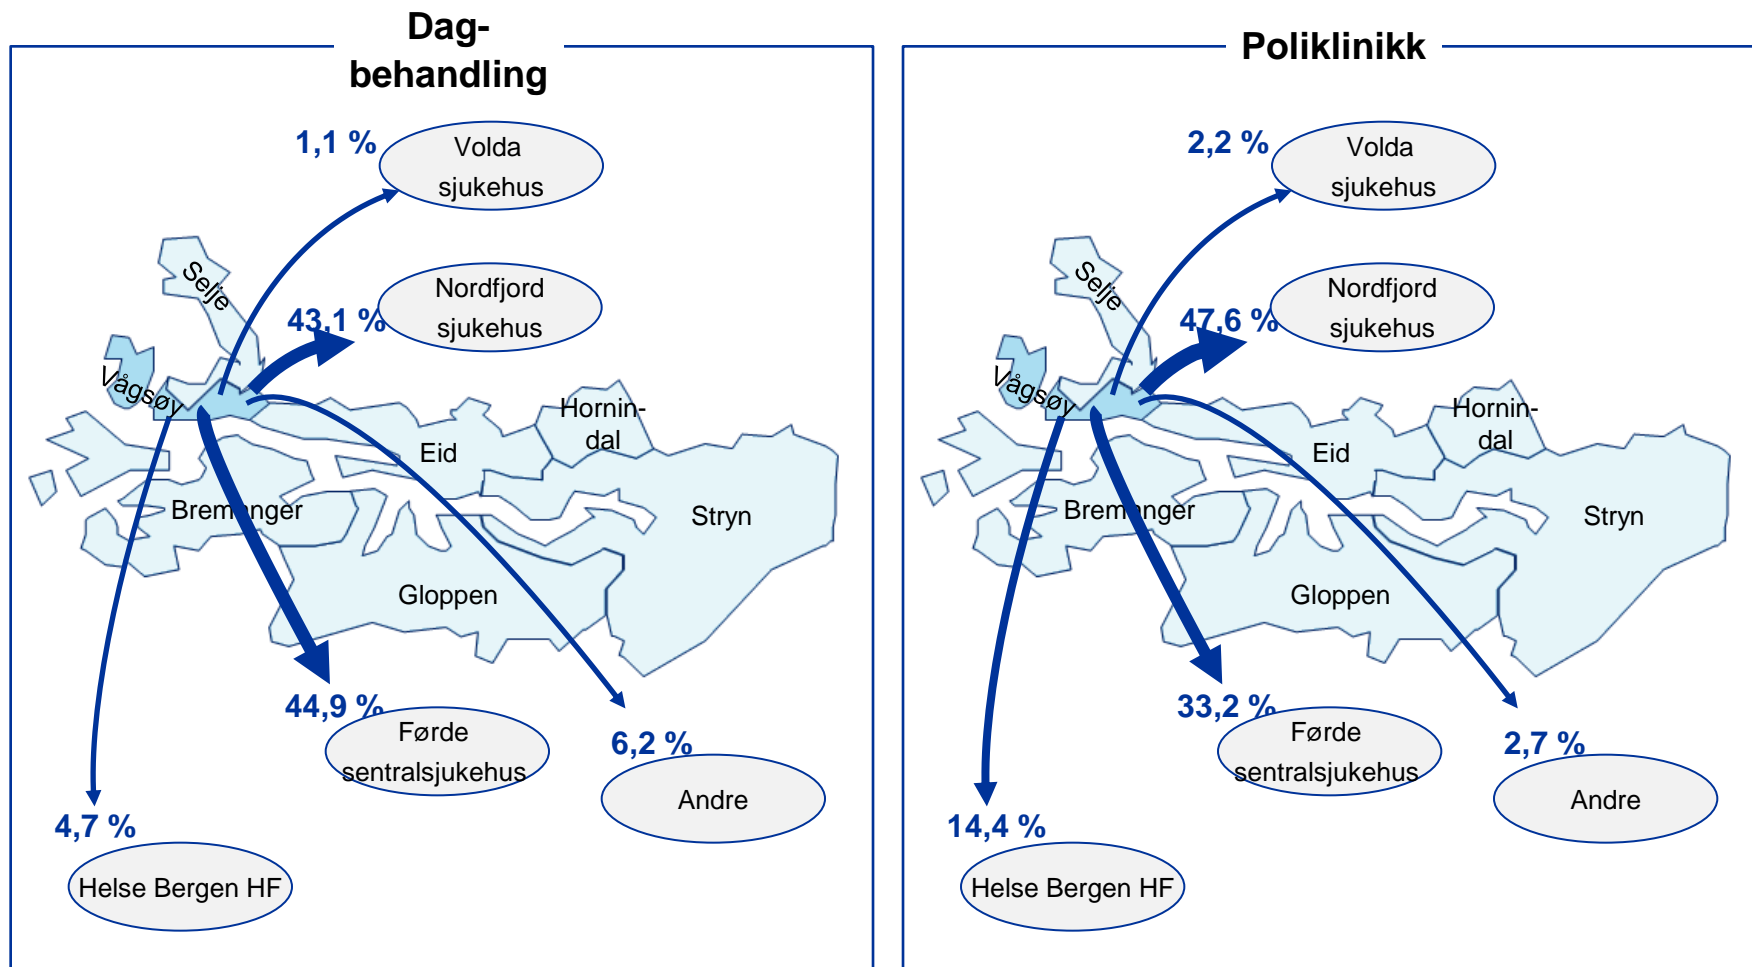 Dag-
behandling
1,1 %
Volda
sjukehus
Selje
43,1 %
Nordfjord
sjukehus
Vågsøy
Hornin-
dal
Eid
Bremanger
Stryn
Gloppen
44,9 %
Førde
sentralsjukehus
6,2 %
Andre
4,7 %
Helse Bergen HF
Poliklinikk
2,2 %
Volda
sjukehus
Selje
47,6 %
Nordfjord
sjukehus
Vågsøy
Hornin-
dal
Eid
Bremanger
Stryn
Gloppen
33,2 %
Førde
sentralsjukehus
2,7 %
Andre
14,4 %
Helse Bergen HF